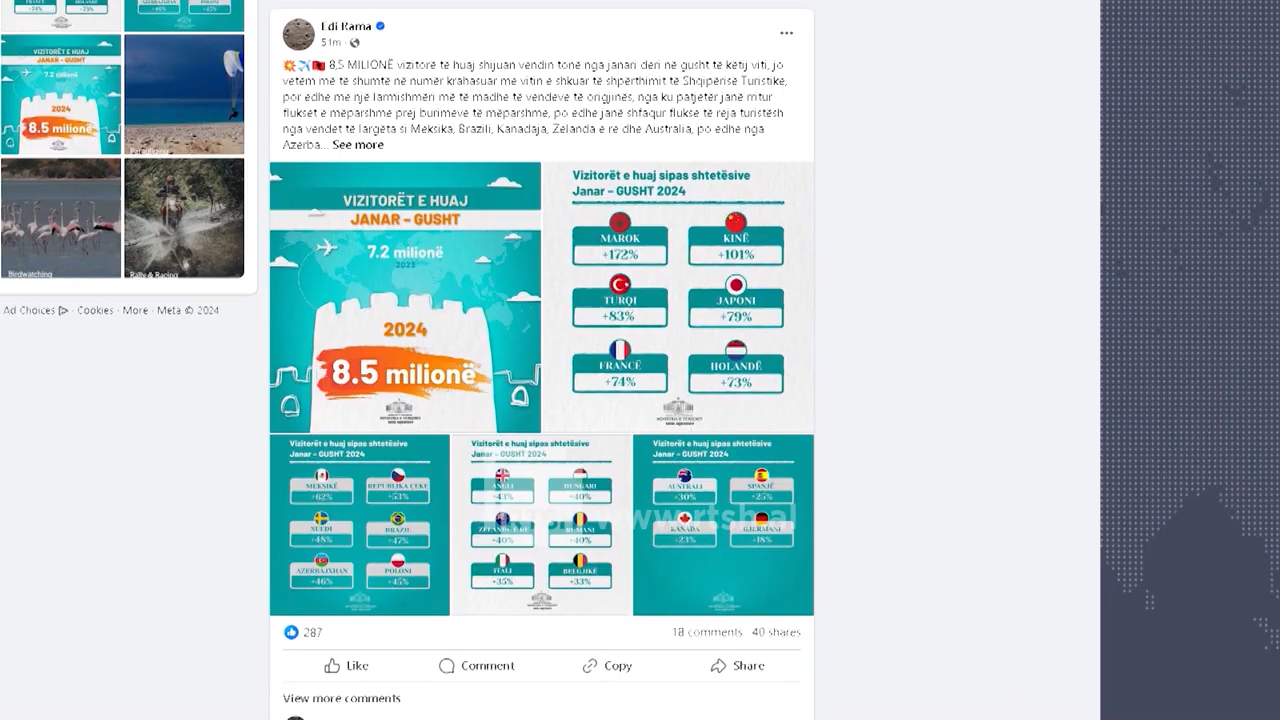 VIZITORËT E HUAJ
JANAR - GUSHT
7.2 milionë
2024
8.5 milionë
Birdwatching
Rally & Racing
Ad Choices · Cookies · More · Meta © 2024
Edi Rama
51m ·
8,5 MILIONË vizitorë të huaj shijuan vendin tonë nga janari deri në gusht të këtij viti, jo
vetëm më të shumtë në numër krahasuar me vitin e shkuar të shpërthimit të Shqipërisë Turistike,
por edhe me një larmishmëri më të madhe të vendeve të origjinës, nga ku patjetër janë rritur
flukset e mëparshme prej burimeve të mëparshme, po edhe janë shfaqur flukse të reja turistësh
nga vendet të largëta si Meksika, Brazili, Kanadaja, Zelanda e re dhe Australia, po edhe nga
Azerba... See more
VIZITORËT E HUAJ
JANAR – GUSHT
7.2 milionë
2023
2024
8.5 milionë
Vizitorët e huaj sipas shtetësive
Janar – GUSHT 2024
MAROK KINË
+172% +101%
TURQI JAPONI
+83% +79%
FRANCË HOLANDË
+74% +73%
Vizitorët e huaj sipas shtetësive
Janar – GUSHT 2024
MEKSIKË REPUBLIKA ÇEKE
+62% +53%
SUEDI BRAZIL
+48% +47%
AZERBAJXHAN POLONI
+46% +45%
Vizitorët e huaj sipas shtetësive
Janar – GUSHT 2024
ANGLI HUNGARI
+43% +40%
RUMANI
+40% +40%
ITALI BELGJIKË
+35% +33%
Vizitorët e huaj sipas shtetësive
Janar – GUSHT 2024
AUSTRALI SPANJË
+30% +25%
KANADA GJERMANI
+23% +18%
www.rtsh.al
287
18 comments 40 shares
Like Comment Copy Share
View more comments